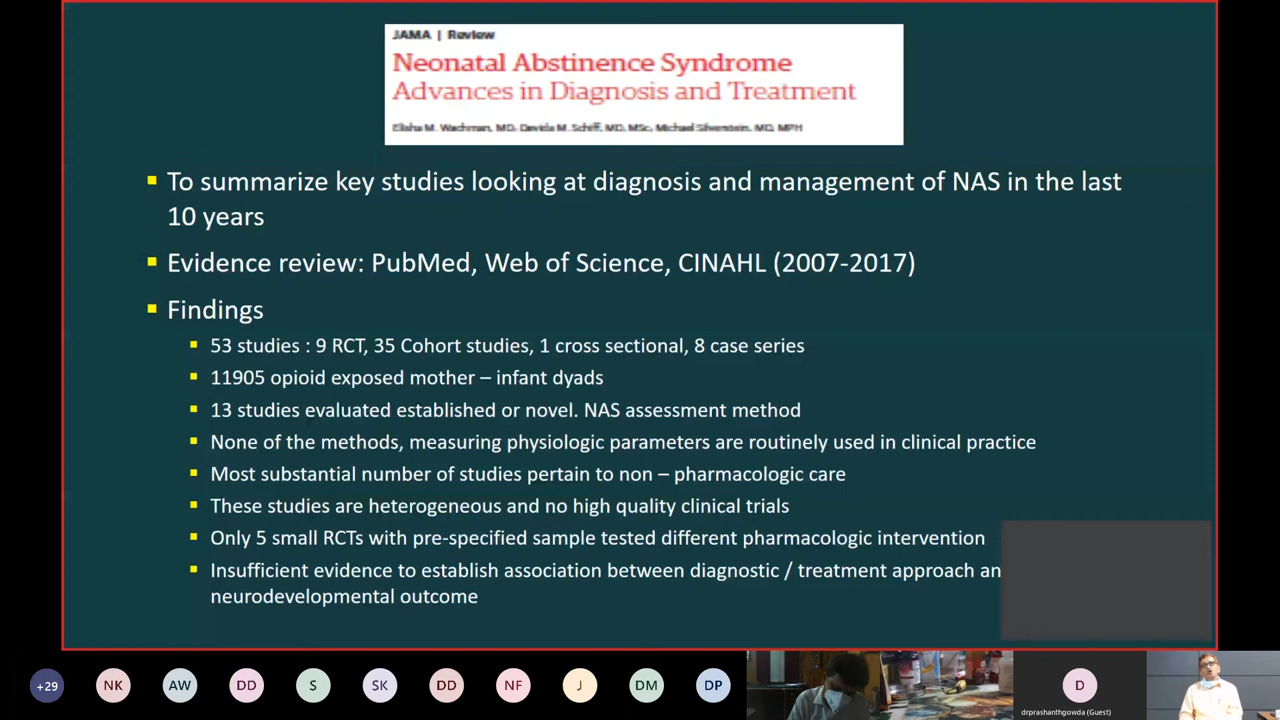 JAMA | Review
Neonatal Abstinence Syndrome
Advances in Diagnosis and Treatment
Elisha M. Wachman, MD; Davida M. Schiff, MD, MSc; Michael Silverstein, MD, MPH
▪ To summarize key studies looking at diagnosis and management of NAS in the last
10 years
▪ Evidence review: PubMed, Web of Science, CINAHL (2007-2017)
▪ Findings
▪ 53 studies : 9 RCT, 35 Cohort studies, 1 cross sectional, 8 case series
▪ 11905 opioid exposed mother – infant dyads
▪ 13 studies evaluated established or novel. NAS assessment method
▪ None of the methods, measuring physiologic parameters are routinely used in clinical practice
▪ Most substantial number of studies pertain to non – pharmacologic care
▪ These studies are heterogeneous and no high quality clinical trials
▪ Only 5 small RCTs with pre-specified sample tested different pharmacologic intervention
▪ Insufficient evidence to establish association between diagnostic / treatment approach an
neurodevelopmental outcome
+29 NK AW DD S SK DD NF J DM DP D
drprashanthgowda (Guest)